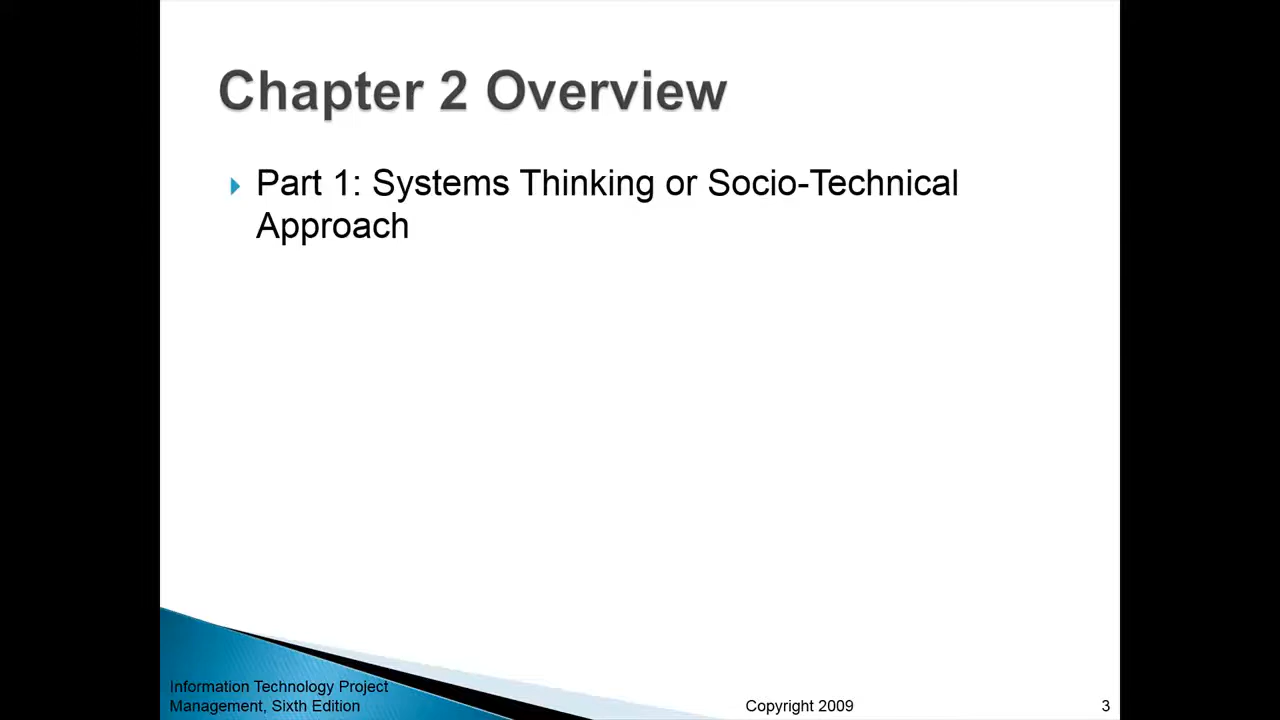 Chapter 2 Overview
Part 1: Systems Thinking or Socio-Technical
Approach
Information Technology Project
Management, Sixth Edition
Copyright 2009
3